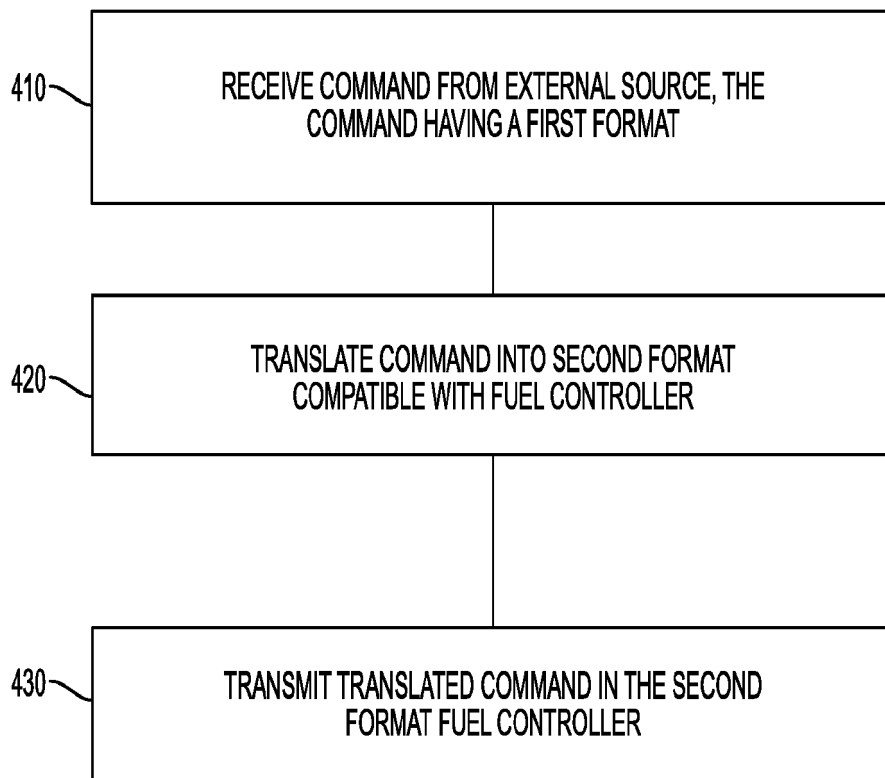 410
RECEIVE COMMAND FROM EXTERNAL SOURCE, THE
COMMAND HAVING A FIRST FORMAT
420
TRANSLATE COMMAND INTO SECOND FORMAT
COMPATIBLE WITH FUEL CONTROLLER
430
TRANSMIT TRANSLATED COMMAND IN THE SECOND
FORMAT FUEL CONTROLLER